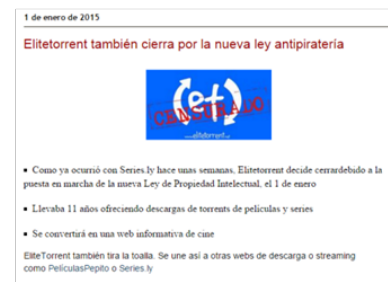 1 de enero de 2015
Elitetorrent también cierra por la nueva ley antipiratería
(et)
CENSURADO
www.elitetorrent.net
▪ Como ya ocurrió con Series.ly hace unas semanas, Elitetorrent decide cerrardebido a la
puesta en marcha de la nueva Ley de Propiedad Intelectual, el 1 de enero
▪ Llevaba 11 años ofreciendo descargas de torrents de películas y series
▪ Se convertirá en una web informativa de cine
EliteTorrent también tira la toalla. Se une así a otras webs de descarga o streaming
como PelículasPepito o Series.ly